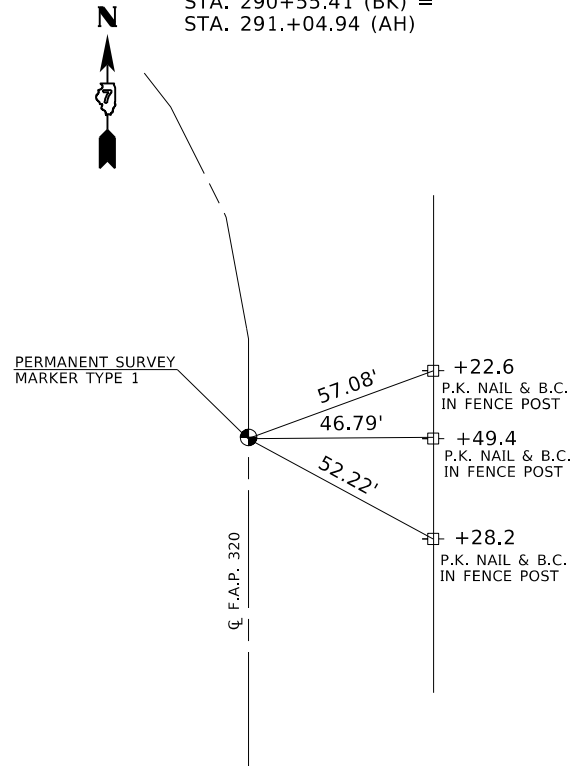 STA. 290+55.41 (BK) =
STA. 291.+04.94 (AH)
N
7
PERMANENT SURVEY
MARKER TYPE 1
57.08'
46.79'
52.22'
+22.6
P.K. NAIL & B.C.
IN FENCE POST
+49.4
P.K. NAIL & B.C.
IN FENCE POST
+28.2
P.K. NAIL & B.C.
IN FENCE POST
℄ F.A.P. 320